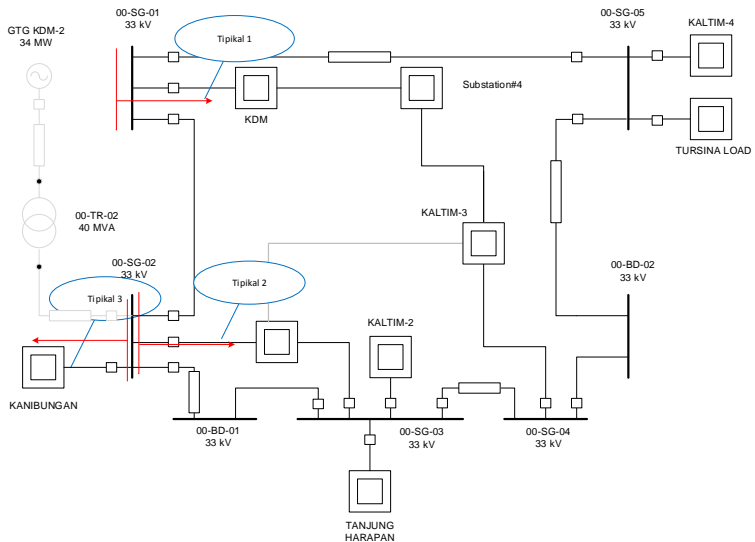 00-SG-01
33 kV
00-SG-05
33 kV
KALTIM-4
GTG KDM-2
34 MW
Tipikal 1
Substation#4
KDM
TURSINA LOAD
KALTIM-3
00-TR-02
40 MVA
00-SG-02
33 kV
Tipikal 2
Tipikal 3
00-BD-02
33 kV
KALTIM-2
KANIBUNGAN
00-BD-01
33 kV
00-SG-03
33 kV
00-SG-04
33 kV
TANJUNG
HARAPAN